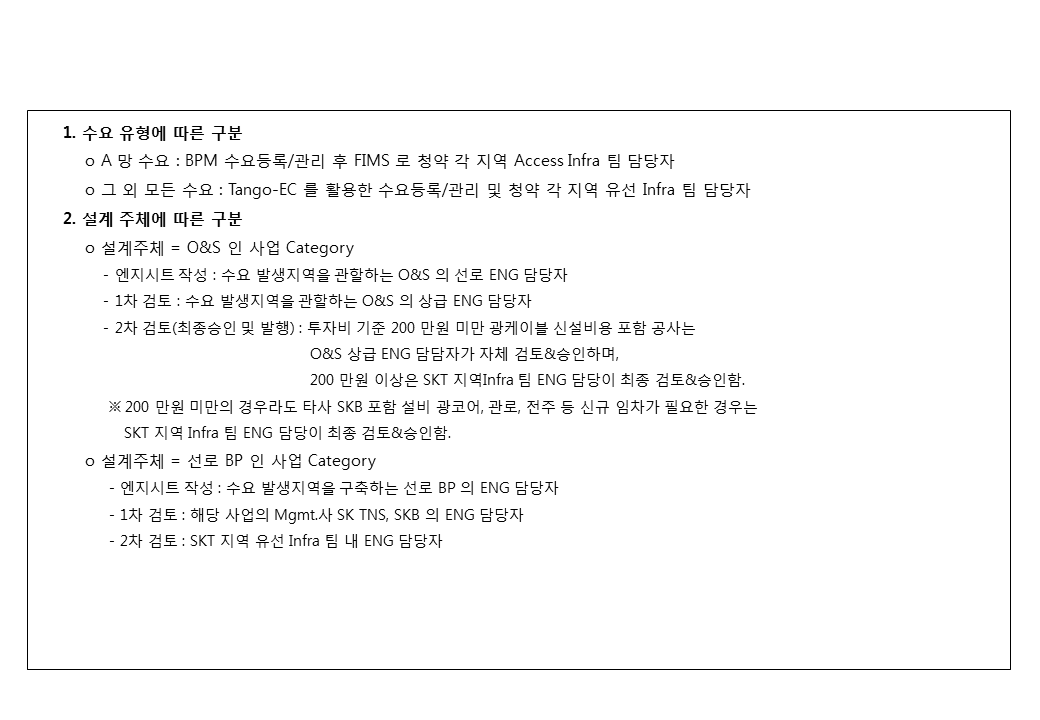 1. 수요 유형에 따른 구분
o A 망 수요 : BPM 수요등록/관리 후 FIMS 로 청약 각 지역 Access Infra 팀 담당자
o 그 외 모든 수요 : Tango-EC 를 활용한 수요등록/관리 및 청약 각 지역 유선 Infra 팀 담당자
2. 설계 주체에 따른 구분
o 설계주체 = O&S 인 사업 Category
- 엔지시트 작성 : 수요 발생지역을 관할하는 O&S 의 선로 ENG 담당자
- 1차 검토 : 수요 발생지역을 관할하는 O&S 의 상급 ENG 담당자
- 2차 검토(최종승인 및 발행) : 투자비 기준 200 만원 미만 광케이블 신설비용 포함 공사는
O&S 상급 ENG 담담자가 자체 검토&승인하며,
200 만원 이상은 SKT 지역Infra 팀 ENG 담당이 최종 검토&승인함.
※ 200 만원 미만의 경우라도 타사 SKB 포함 설비 광코어, 관로, 전주 등 신규 임차가 필요한 경우는
SKT 지역 Infra 팀 ENG 담당이 최종 검토&승인함.
o 설계주체 = 선로 BP 인 사업 Category
- 엔지시트 작성 : 수요 발생지역을 구축하는 선로 BP 의 ENG 담당자
- 1차 검토 : 해당 사업의 Mgmt.사 SK TNS, SKB 의 ENG 담당자
- 2차 검토 : SKT 지역 유선 Infra 팀 내 ENG 담당자